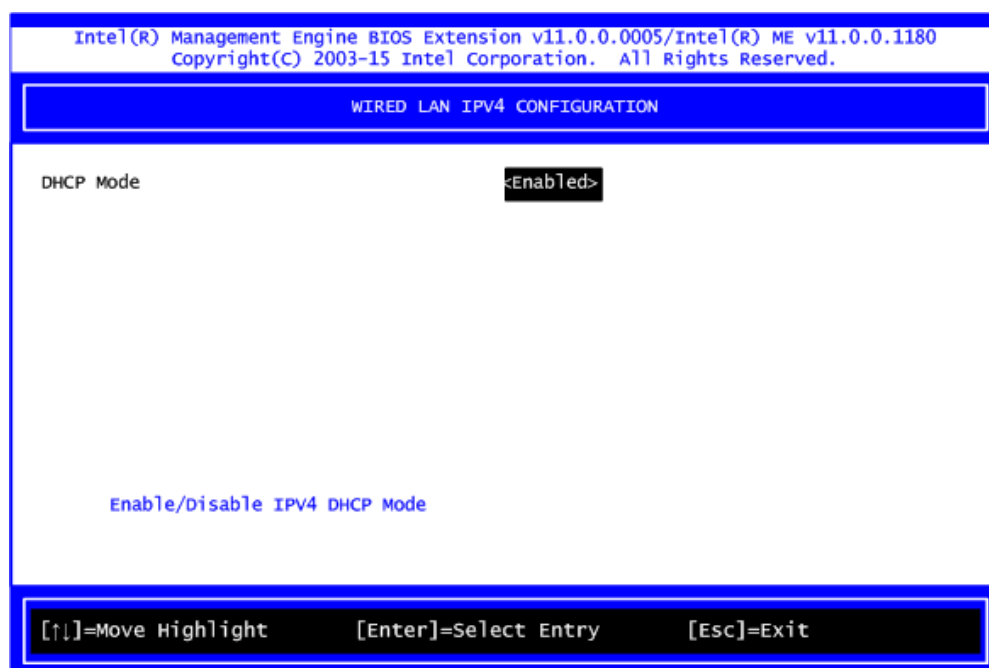 Intel(R) Management Engine BIOS Extension v11.0.0.0005/Intel(R) ME v11.0.0.1180
Copyright(C) 2003-15 Intel Corporation.  All Rights Reserved.
WIRED LAN IPV4 CONFIGURATION
DHCP Mode <Enabled>
Enable/Disable IPV4 DHCP Mode
[↑↓]=Move Highlight [Enter]=Select Entry [Esc]=Exit